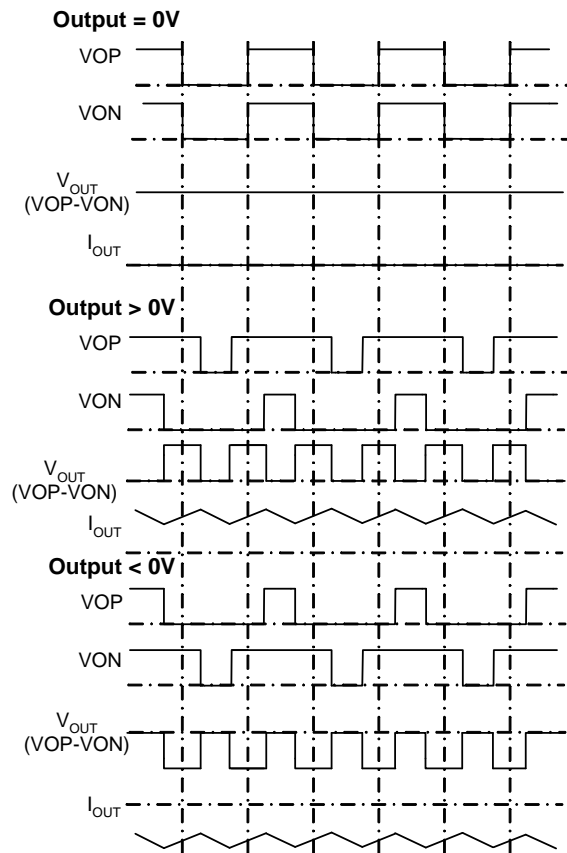 Output = 0V
VOP
VON
VOUT
(VOP-VON)
IOUT
Output > 0V
VOP
VON
VOUT
(VOP-VON)
IOUT
Output < 0V
VOP
VON
VOUT
(VOP-VON)
IOUT